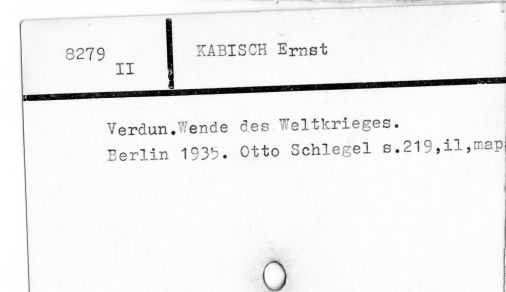 8279
II
KABISCH Ernst
Verdun.Wende des Weltkrieges.
Berlin 1935. Otto Schlegel s.219,il,map